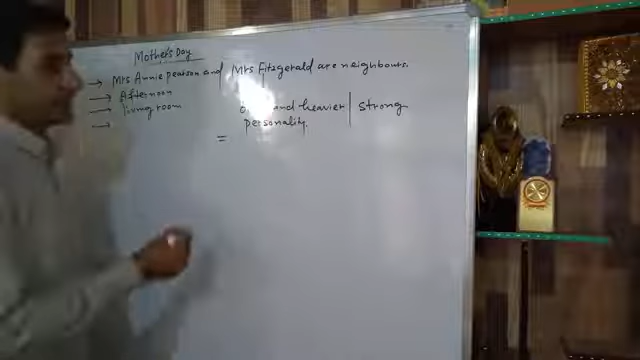 Mother's Day
→ Mrs Annie pearson and Mrs Fitzgerald are neighbours.
→ Afternoon
→ living room and heavier | strong
→ personality.
=